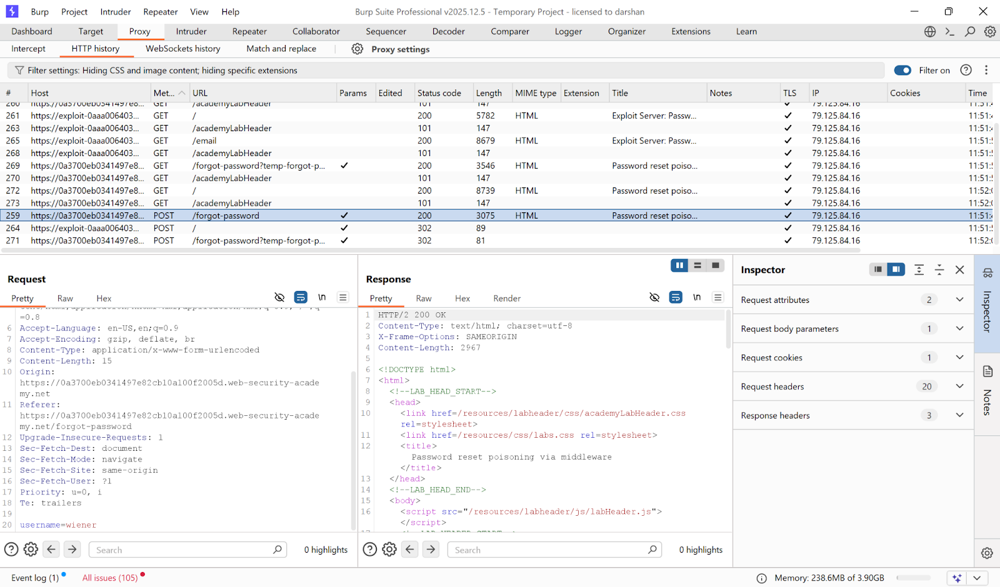 Burp Project Intruder Repeater View Help Burp Suite Professional v2025.12.5 - Temporary Project - licensed to darshan
Dashboard Target Proxy Intruder Repeater Collaborator Sequencer Decoder Comparer Logger Organizer Extensions Learn
Intercept HTTP history WebSockets history Match and replace Proxy settings
Filter settings: Hiding CSS and image content; hiding specific extensions Filter on
# Host Met... URL Params Edited Status code Length MIME type Extension Title Notes TLS IP Cookies Time
260 https://exploit-0aaa006403... GET /academyLabHeader 101 147 ✓ 79.125.84.16 11:51:4
261 https://exploit-0aaa006403... GET / 200 5782 HTML Exploit Server: Passw... ✓ 79.125.84.16 11:51:4
263 https://exploit-0aaa006403... GET /academyLabHeader 101 147 ✓ 79.125.84.16 11:51:4
265 https://exploit-0aaa006403... GET /email 200 8679 HTML Exploit Server: Passw... ✓ 79.125.84.16 11:51:5
268 https://exploit-0aaa006403... GET /academyLabHeader 101 147 ✓ 79.125.84.16 11:51:5
269 https://0a3700eb0341497e8... GET /forgot-password?temp-forgot-p... ✓ 200 3546 HTML Password reset poiso... ✓ 79.125.84.16 11:51:5
270 https://0a3700eb0341497e8... GET /academyLabHeader 101 147 ✓ 79.125.84.16 11:51:5
272 https://0a3700eb0341497e8... GET / 200 8739 HTML Password reset poiso... ✓ 79.125.84.16 11:52:0
273 https://0a3700eb0341497e8... GET /academyLabHeader 101 147 ✓ 79.125.84.16 11:52:0
259 https://0a3700eb0341497e8... POST /forgot-password ✓ 200 3075 HTML Password reset poiso... ✓ 79.125.84.16 11:51:4
264 https://exploit-0aaa006403... POST / ✓ 302 89 ✓ 79.125.84.16 11:51:5
271 https://0a3700eb0341497e8... POST /forgot-password?temp-forgot-p... ✓ 302 81 ✓ 79.125.84.16 11:52:0
Request
Pretty Raw Hex \n
=0.8
6 Accept-Language: en-US,en;q=0.9
7 Accept-Encoding: gzip, deflate, br
8 Content-Type: application/x-www-form-urlencoded
9 Content-Length: 15
10 Origin:
https://0a3700eb0341497e82cb10a100f2005d.web-security-acade
my.net
11 Referer:
https://0a3700eb0341497e82cb10a100f2005d.web-security-acade
my.net/forgot-password
12 Upgrade-Insecure-Requests: 1
13 Sec-Fetch-Dest: document
14 Sec-Fetch-Mode: navigate
15 Sec-Fetch-Site: same-origin
16 Sec-Fetch-User: ?1
17 Priority: u=0, i
18 Te: trailers
19
20 username=wiener
Search 0 highlights
Response
Pretty Raw Hex Render \n
1 HTTP/2 200 OK
2 Content-Type: text/html; charset=utf-8
3 X-Frame-Options: SAMEORIGIN
4 Content-Length: 2967
5
6 <!DOCTYPE html>
7 <html>
8 <!--LAB_HEAD_START-->
9 <head>
10 <link href=/resources/labheader/css/academyLabHeader.css
rel=stylesheet>
11 <link href=/resources/css/labs.css rel=stylesheet>
12 <title>
Password reset poisoning via middleware
</title>
13 </head>
14 <!--LAB_HEAD_END-->
15 <body>
16 <script src="/resources/labheader/js/labHeader.js">
</script>
17 <!--LAB_HEADER_START-->
Search 0 highlights
Inspector
Request attributes 2
Request body parameters 1
Request cookies 1
Request headers 20
Response headers 3
Inspector
Notes
Event log (1) All issues (105) Memory: 238.6MB of 3.90GB